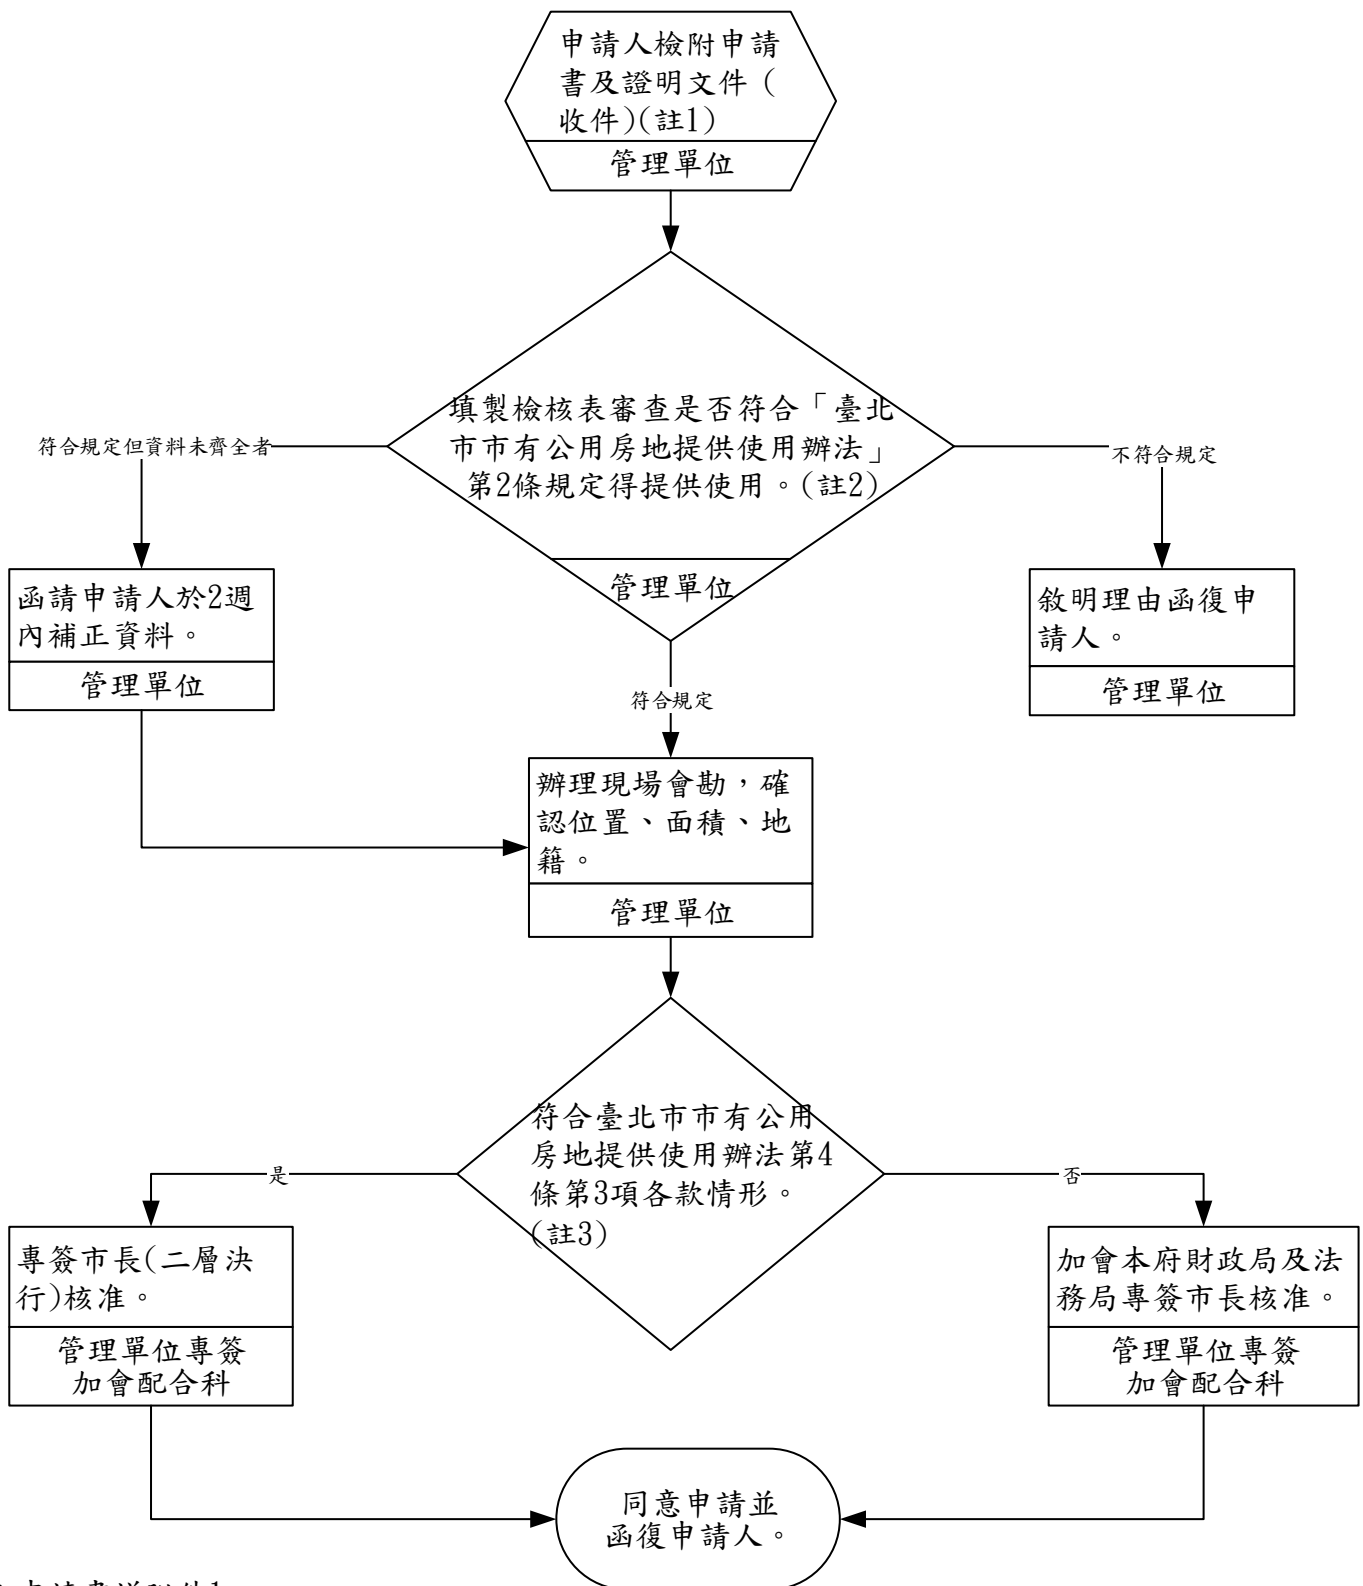 申請人檢附申請
書及證明文件（
收件)(註1)
管理單位
填製檢核表審查是否符合「臺北
市市有公用房地提供使用辦法」
第2條規定得提供使用。(註2)
管理單位
符合規定但資料未齊全者
不符合規定
函請申請人於2週
內補正資料。
管理單位
敘明理由函復申
請人。
管理單位
符合規定
辦理現場會勘，確
認位置、面積、地
籍。
管理單位
符合臺北市市有公用
房地提供使用辦法第4
條第3項各款情形。
(註3)
是
否
專簽市長(二層決
行)核准。
管理單位專簽
加會配合科
加會本府財政局及法
務局專簽市長核准。
管理單位專簽
加會配合科
同意申請並
函復申請人。